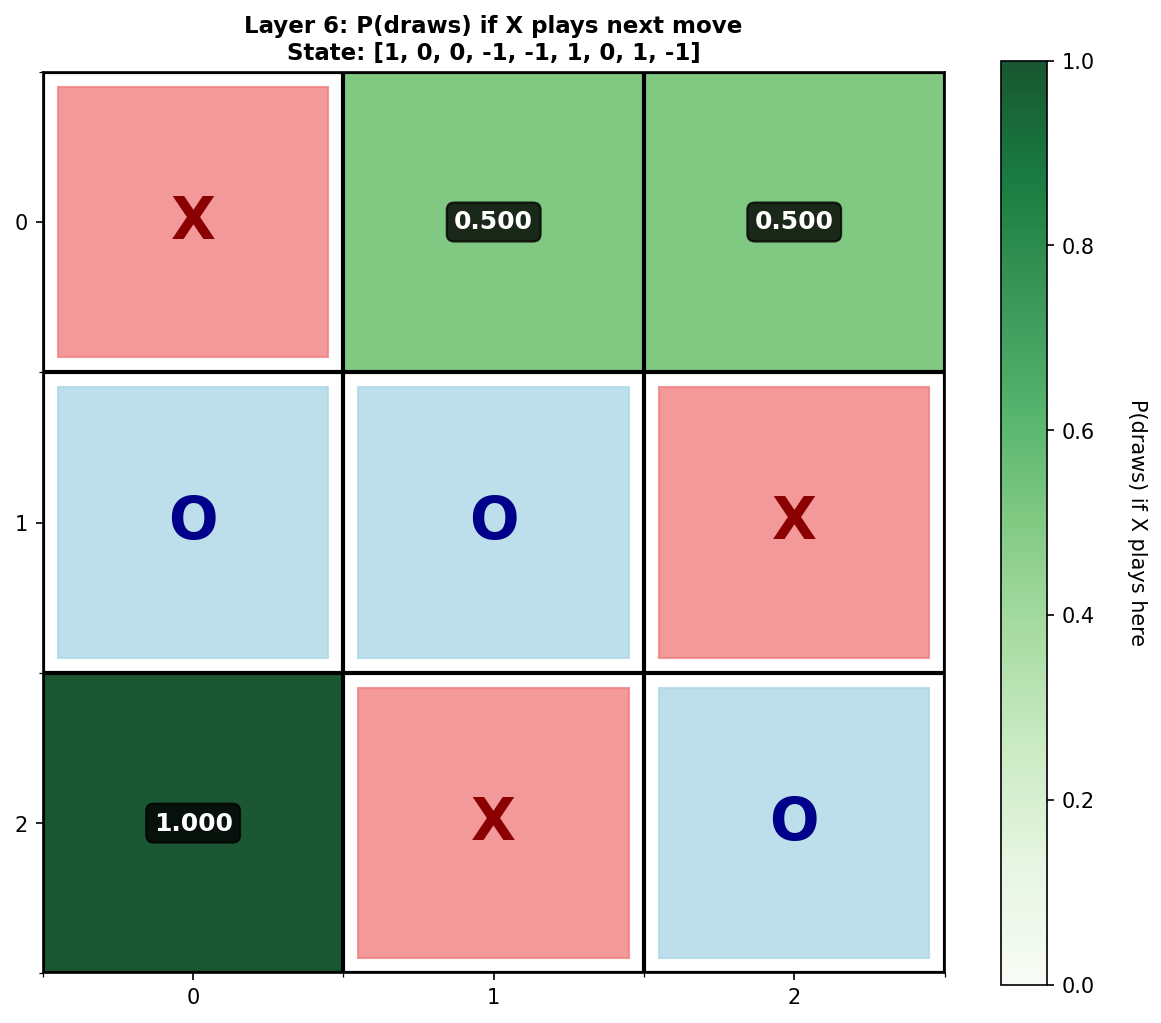 Layer 6: P(draws) if X plays next move
State: [1, 0, 0, -1, -1, 1, 0, 1, -1]
0
X
0.500
0.500
1
O
O
X
2
1.000
X
O
0
1
2
1.0
0.8
0.6
0.4
0.2
0.0
P(draws) if X plays here